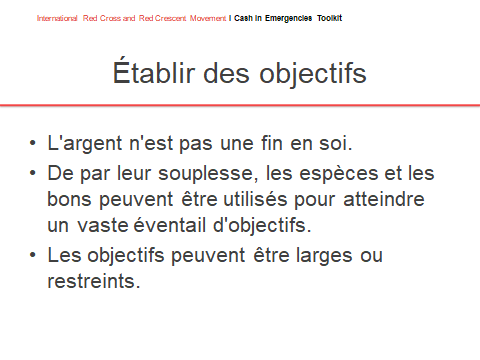 International Red Cross and Red Crescent Movement I Cash in Emergencies Toolkit
Établir des objectifs
• L'argent n'est pas une fin en soi.
• De par leur souplesse, les espèces et les
bons peuvent être utilisés pour atteindre
un vaste éventail d'objectifs.
• Les objectifs peuvent être larges ou
restreints.